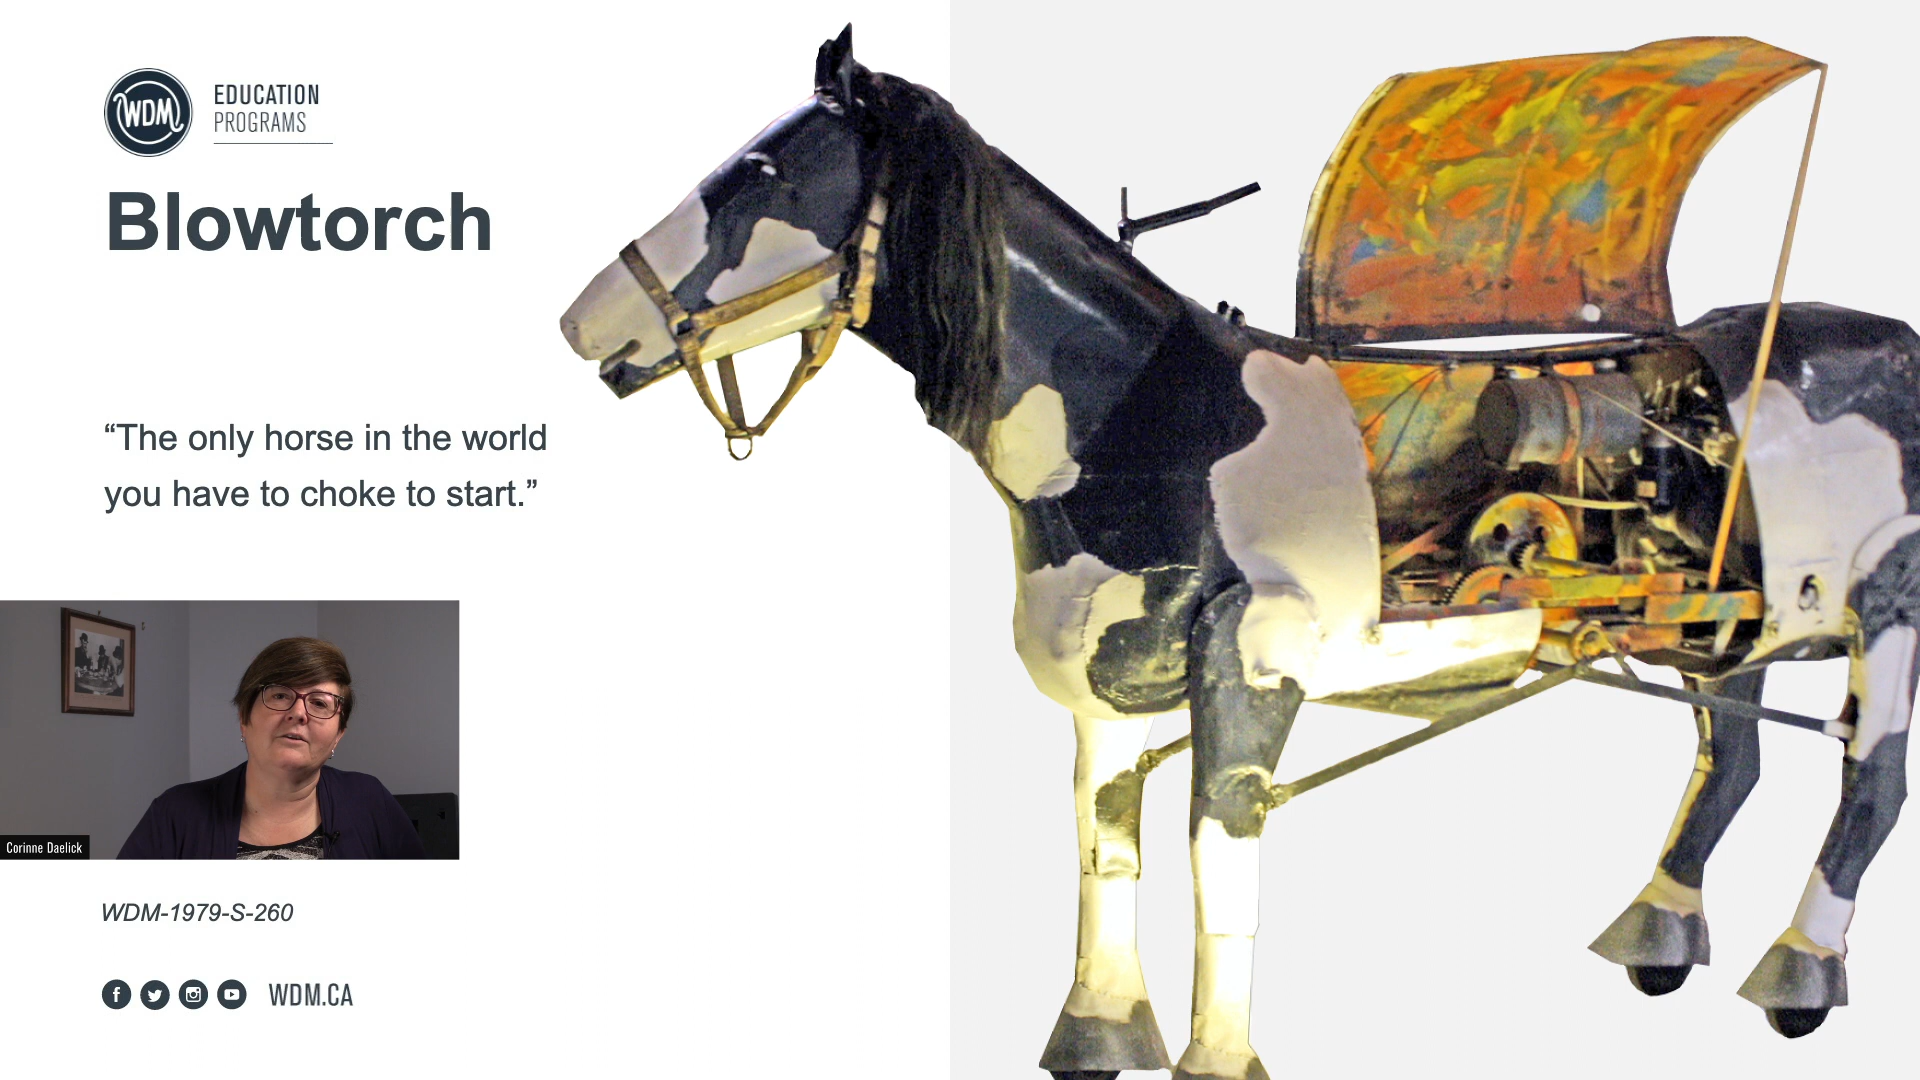 WDM
EDUCATION
PROGRAMS
Blowtorch
“The only horse in the world
you have to choke to start.”
Corinne Daelick
WDM-1979-S-260
WDM.CA